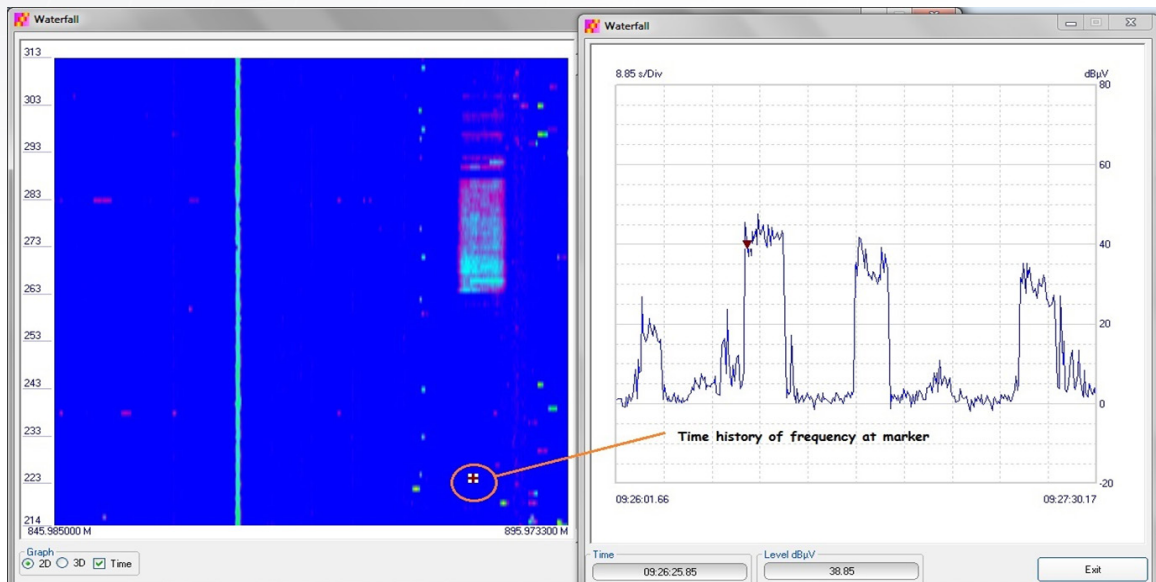 Waterfall
313
303
293
283
273
263
253
243
233
223
214
845.985000 M
895.973300 M
Graph
2D 3D Time
Waterfall
8.85 s/Div
dBµV
80
60
40
20
0
-20
Time history of frequency at marker
09:26:01.66
09:27:30.17
Time
09:26:25.85
Level dBµV
38.85
Exit